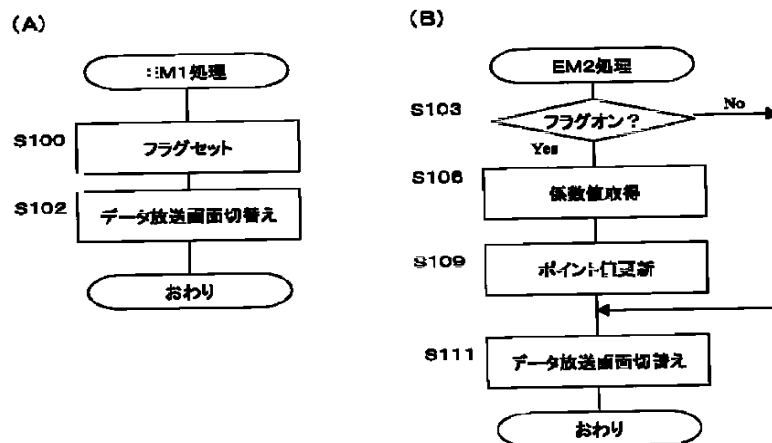 (A)
EM1処理
S100
フラグセット
S102
データ放送画面切替え
おわり
(B)
EM2処理
S103
フラグオン?
No
Yes
S106
係数値取得
S109
ポイント値更新
S111
データ放送画面切替え
おわり